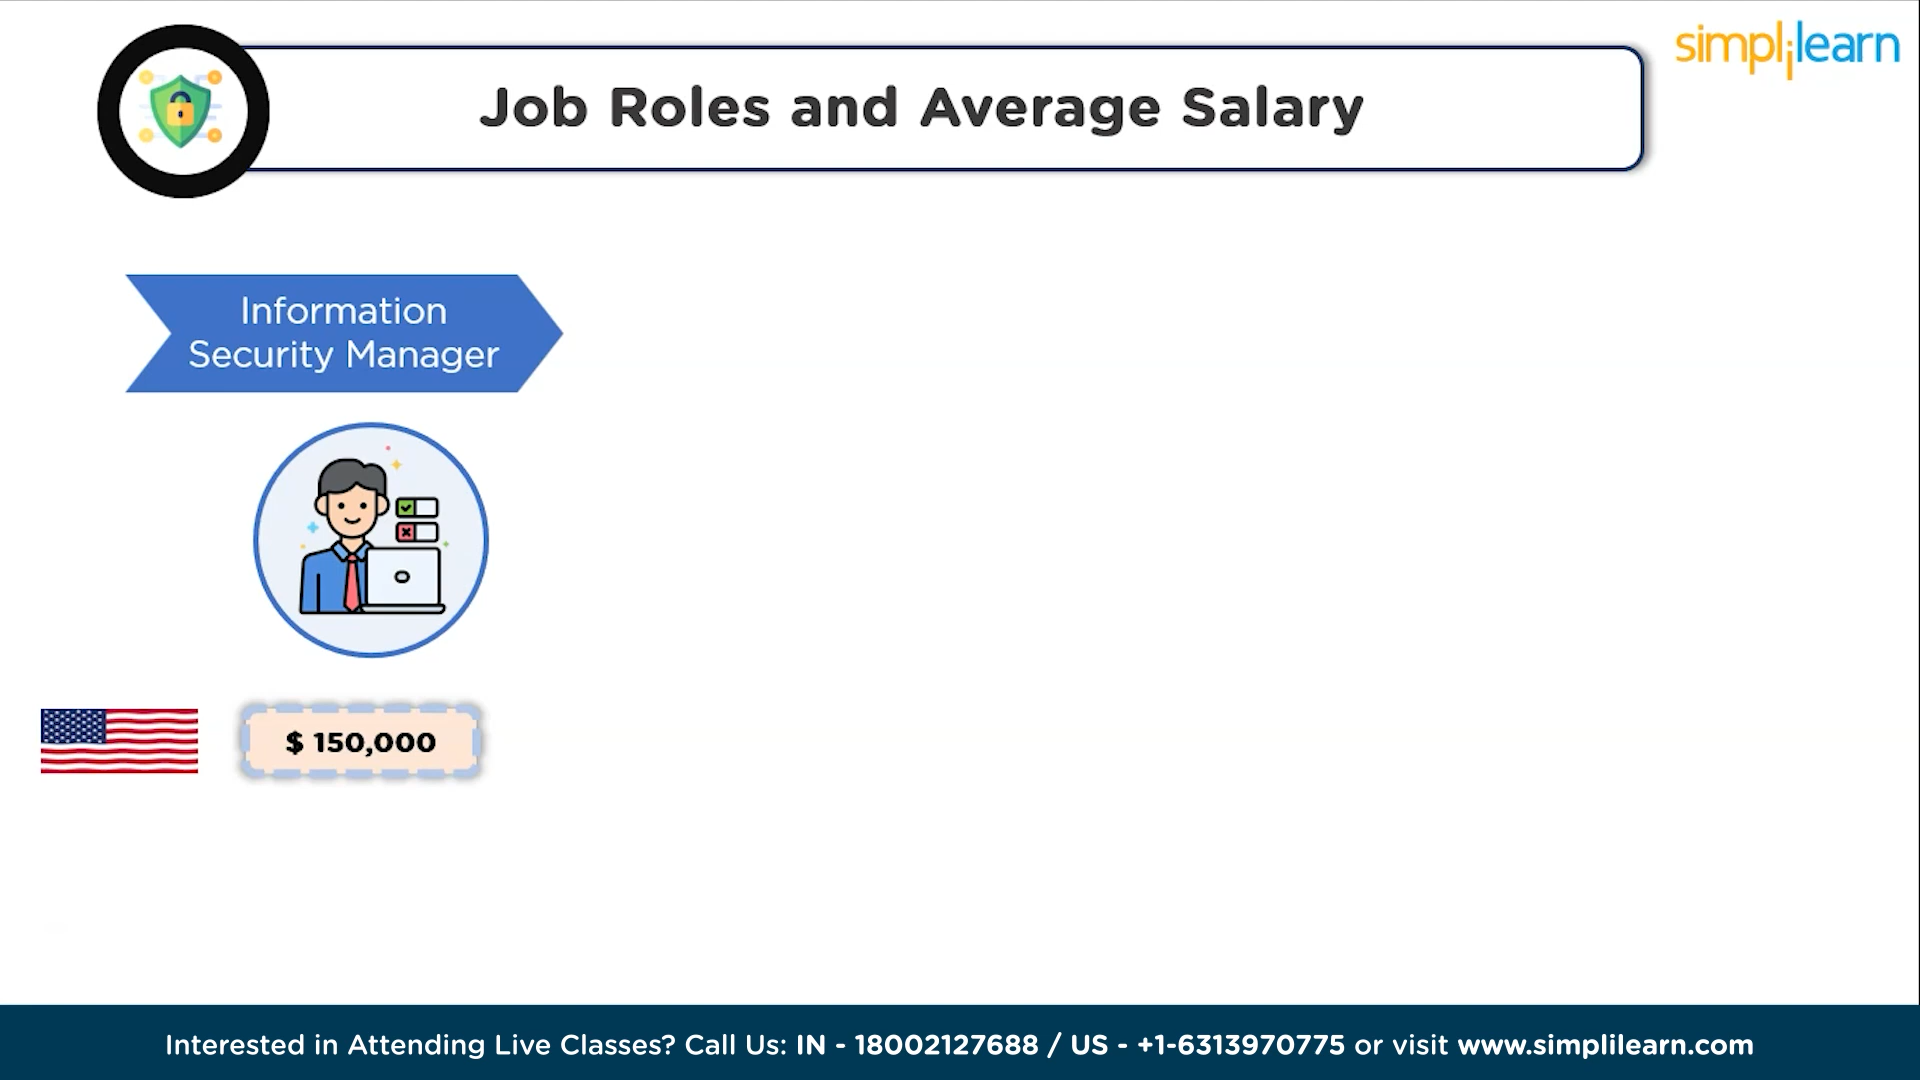 simplilearn
Job Roles and Average Salary
Information
Security Manager
$ 150,000
Interested in Attending Live Classes? Call Us: IN - 18002127688 / US - +1-6313970775 or visit www.simplilearn.com